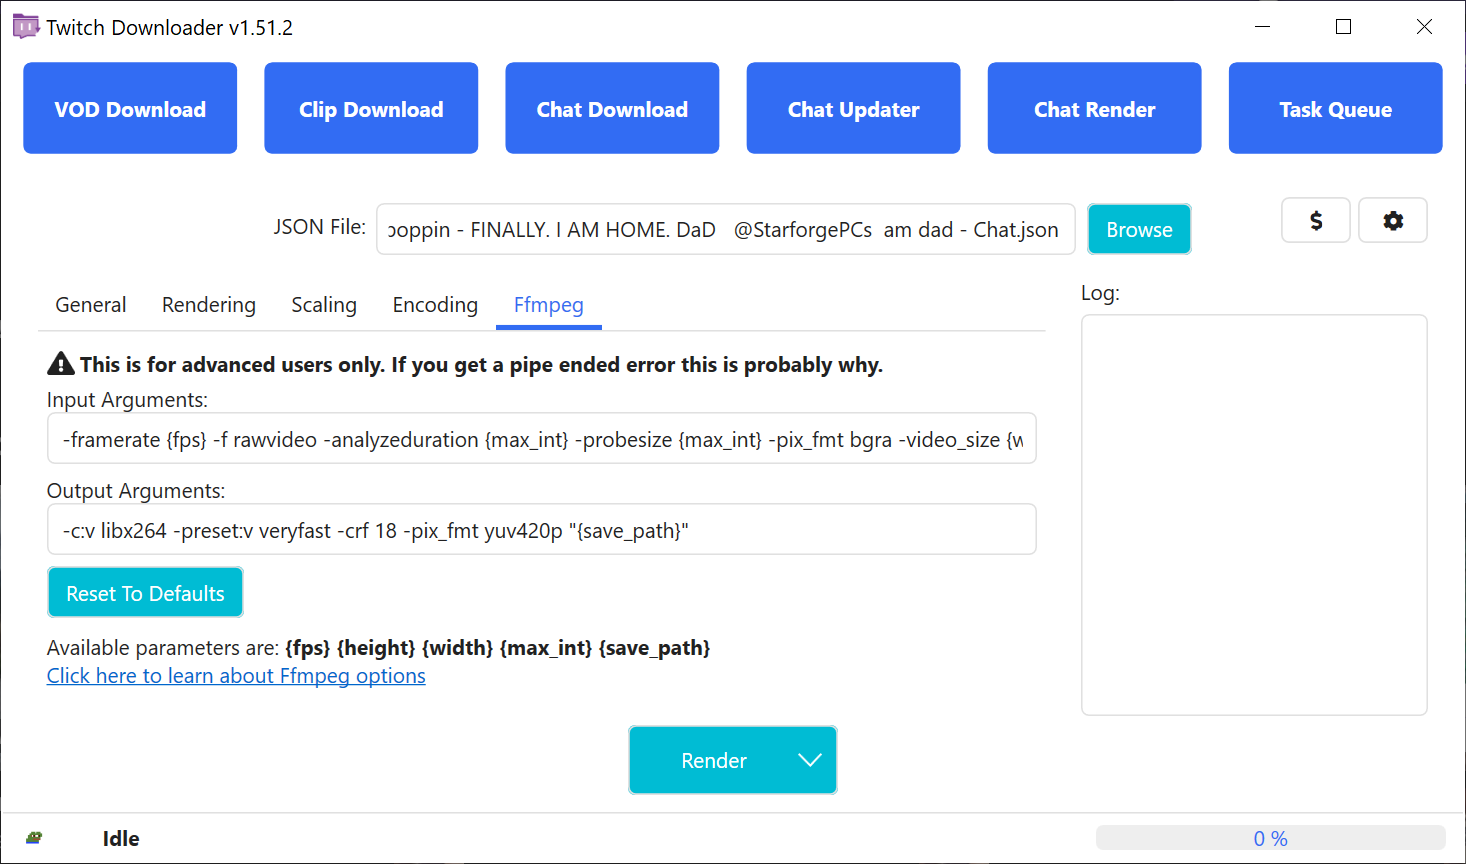 Twitch Downloader v1.51.2
VOD Download
Clip Download
Chat Download
Chat Updater
Chat Render
Task Queue
JSON File:
poppin - FINALLY. I AM HOME. DaD @StarforgePCs am dad - Chat.json
Browse
$
General
Rendering
Scaling
Encoding
Ffmpeg
Log:
This is for advanced users only. If you get a pipe ended error this is probably why.
Input Arguments:
-framerate {fps} -f rawvideo -analyzeduration {max_int} -probesize {max_int} -pix_fmt bgra -video_size {w
Output Arguments:
-c:v libx264 -preset:v veryfast -crf 18 -pix_fmt yuv420p "{save_path}"
Reset To Defaults
Available parameters are: {fps} {height} {width} {max_int} {save_path}
Click here to learn about Ffmpeg options
Render
Idle
0 %